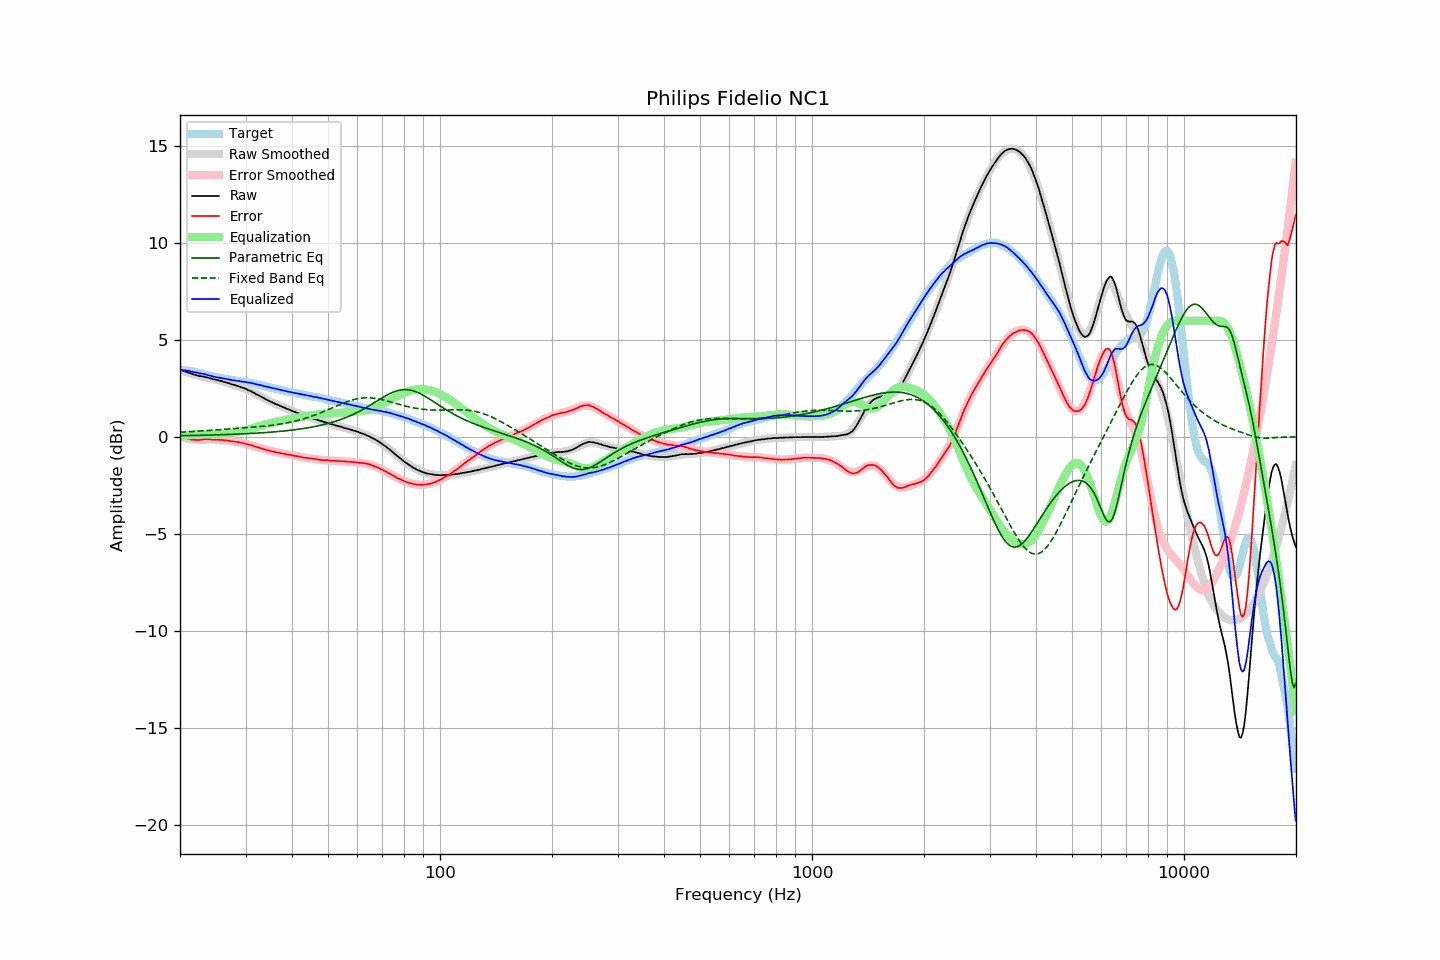 Philips Fidelio NC1
Target
Raw Smoothed
Error Smoothed
Raw
Error
Equalization
Parametric Eq
Fixed Band Eq
Equalized
15
10
5
0
−5
−10
−15
−20
Amplitude (dBr)
100
1000
10000
Frequency (Hz)